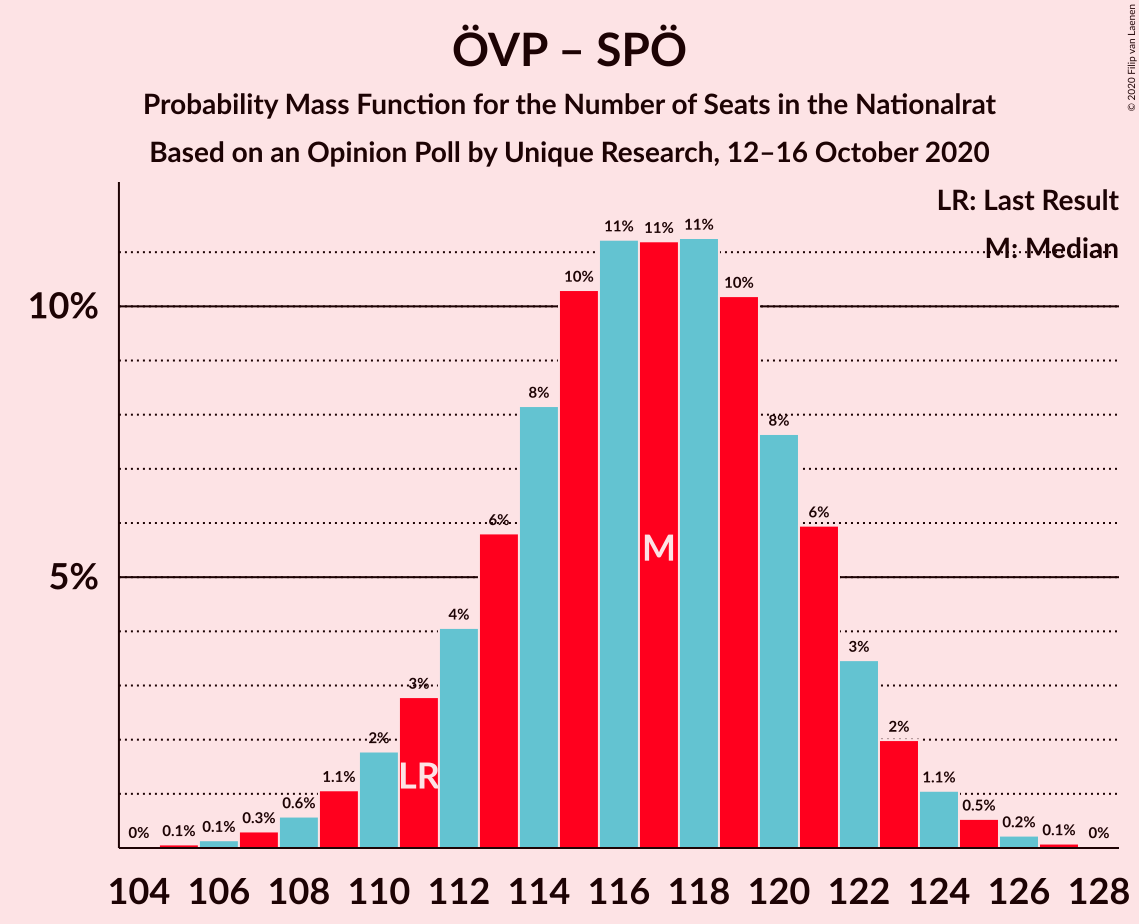 ÖVP – SPÖ
Probability Mass Function for the Number of Seats in the Nationalrat
Based on an Opinion Poll by Unique Research, 12–16 October 2020
© 2020 Filip van Laenen
LR: Last Result
M: Median
10%
5%
0% 0.1% 0.1% 0.3% 0.6% 1.1% 2% 3% 4% 6% 8% 10% 11% 11% 11% 10% 8% 6% 3% 2% 1.1% 0.5% 0.2% 0.1% 0%
M
LR
104 106 108 110 112 114 116 118 120 122 124 126 128